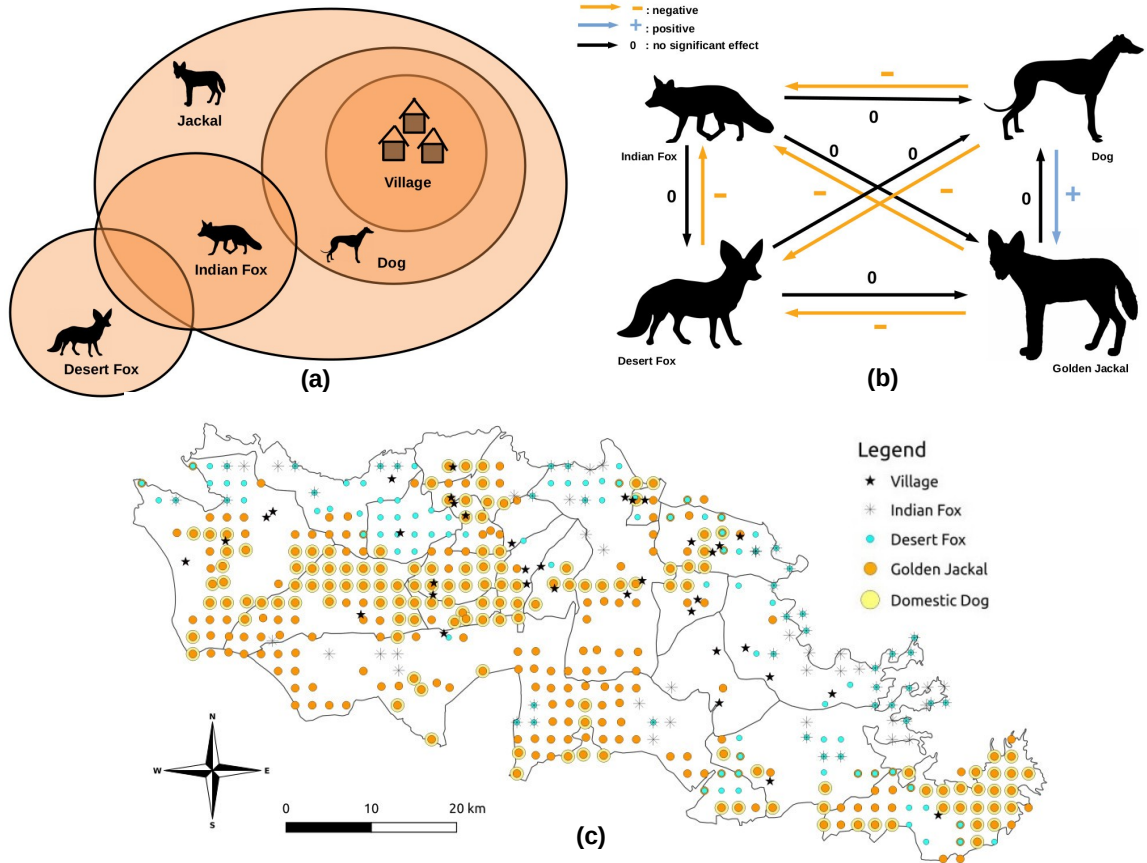 Jackal
Village
Indian Fox
Dog
Desert Fox
(a)
− : negative
+ : positive
0 : no significant effect
−
0
Indian Fox
Dog
0
0
0
−
−
−
0
+
0
−
Desert Fox
Golden Jackal
(b)
Legend
Village
Indian Fox
Desert Fox
Golden Jackal
Domestic Dog
N
W
E
S
0
10
20 km
(c)